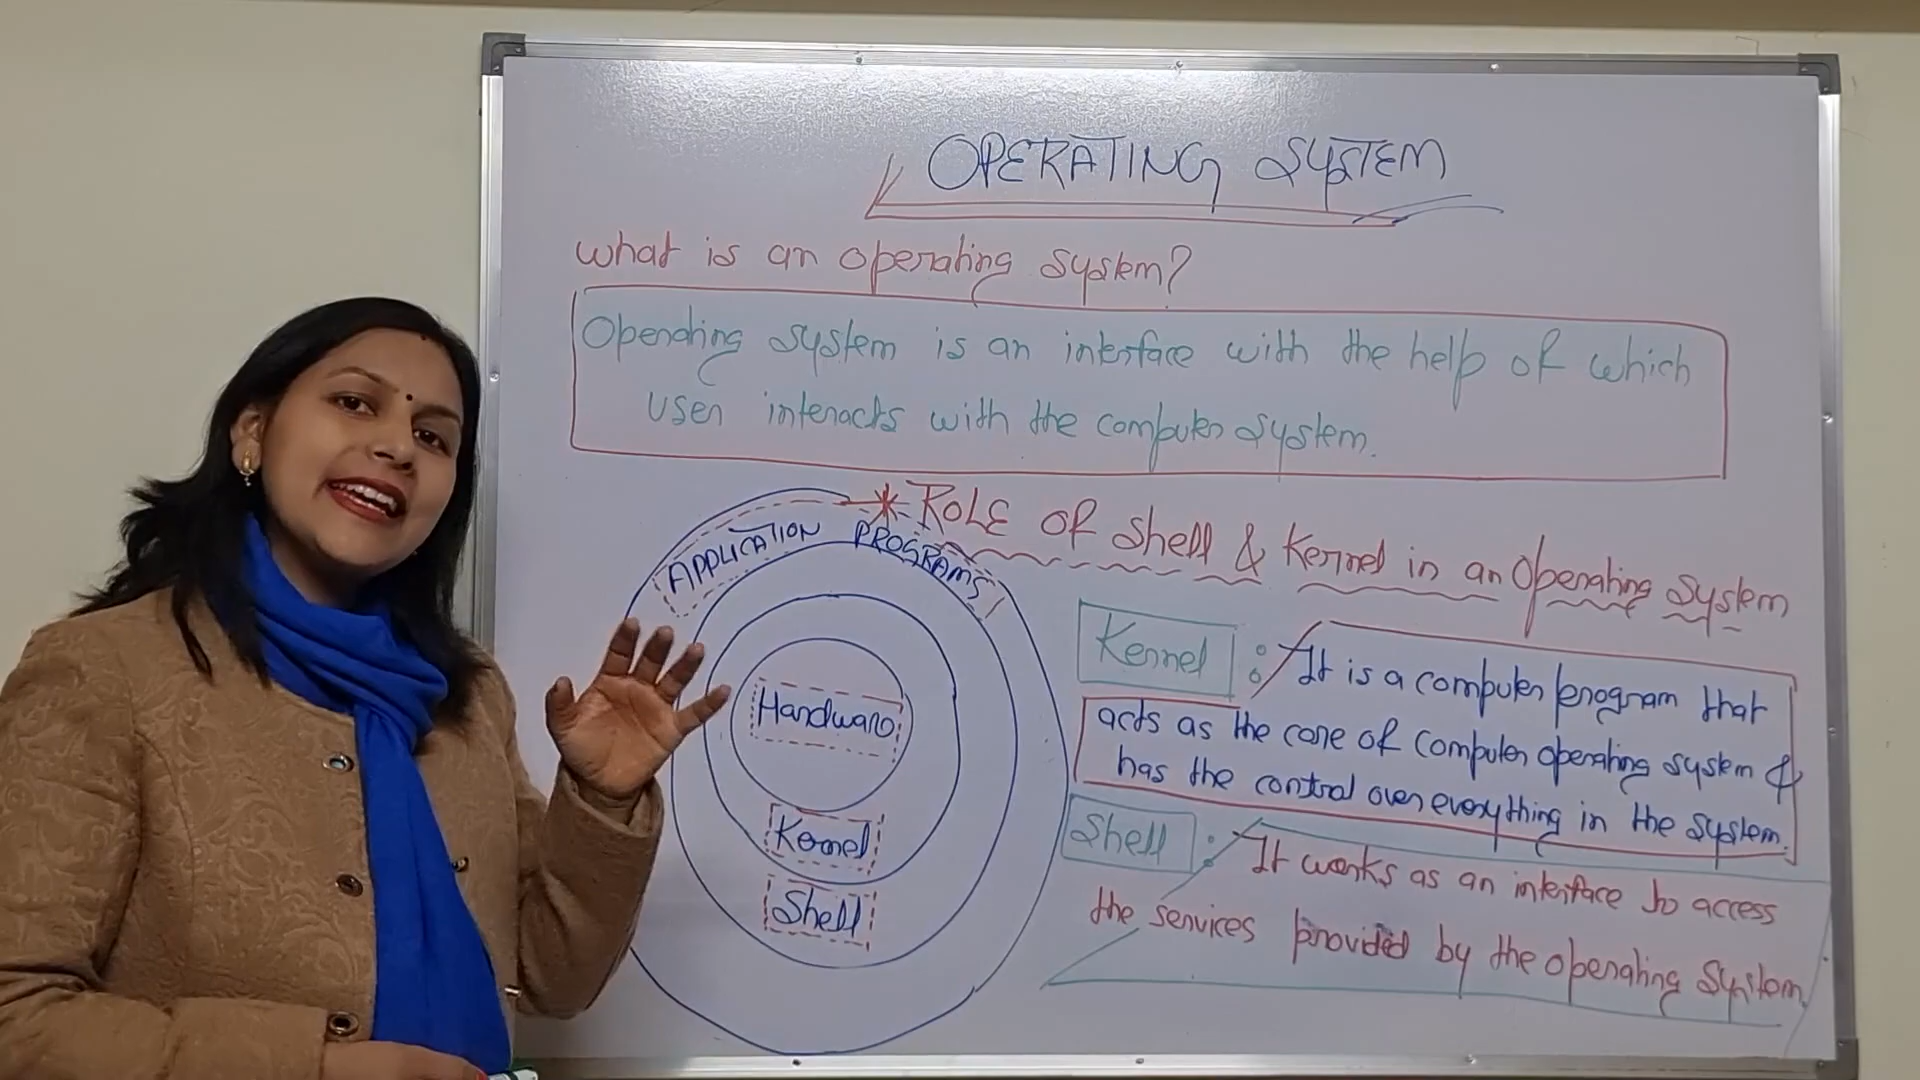 OPERATING SYSTEM
What is an operating system?
Operating system is an interface with the help of which
user interacts with the computer system.
* ROLE OF Shell & Kernel in an Operating System
APPLICATION PROGRAMS
Hardware
Kernel
Shell
Kernel : It is a computer program that
acts as the core of computer operating system &
has the control over everything in the system.
Shell : It works as an interface to access
the services provided by the operating System.